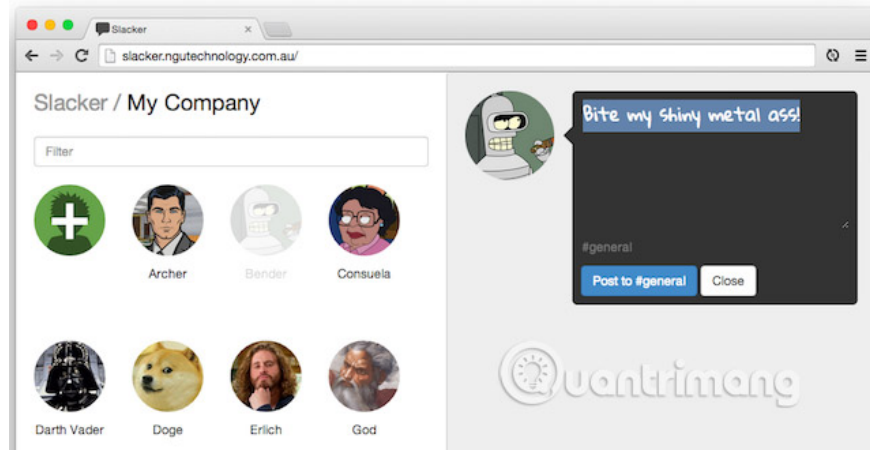 Slacker
slacker.ngutechnology.com.au/
Slacker / My Company
Filter
Archer
Bender
Consuela
Darth Vader
Doge
Erlich
God
Bite my shiny metal ass!
#general
Post to #general
Close
Quantrimang